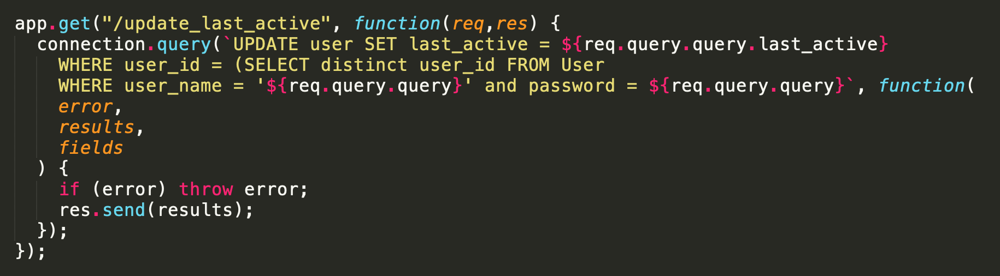 app.get("/update_last_active", function(req,res) {
  connection.query(`UPDATE user SET last_active = ${req.query.query.last_active}
    WHERE user_id = (SELECT distinct user_id FROM User
    WHERE user_name = '${req.query.query}' and password = ${req.query.query}`, function(
    error,
    results,
    fields
  ) {
    if (error) throw error;
    res.send(results);
  });
});